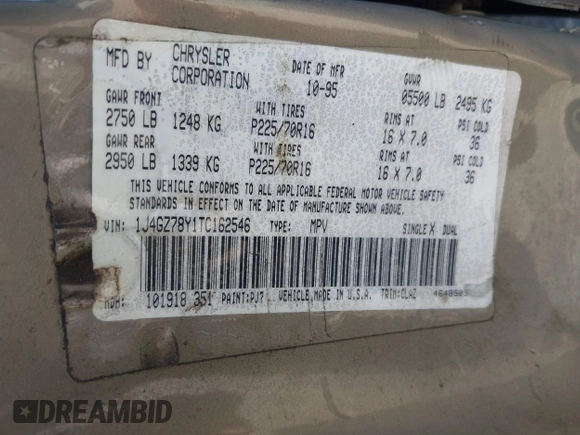 MFD BY CHRYSLER CORPORATION DATE OF MFR 10-95 GVWR 05500 LB 2495 KG
GAWR FRONT WITH TIRES RIMS AT PSI COLD
2750 LB 1248 KG P225/70R16 16 X 7.0 36
GAWR REAR WITH TIRES RIMS AT PSI COLD
2950 LB 1339 KG P225/70R16 16 X 7.0 36
THIS VEHICLE CONFORMS TO ALL APPLICABLE FEDERAL MOTOR VEHICLE SAFETY
STANDARDS IN EFFECT ON THE DATE OF MANUFACTURE SHOWN ABOVE.
VIN: 1J4GZ78Y1TC162546 TYPE: MPV SINGLE X DUAL
MDH: 101918 351 PAINT:PJ7 VEHICLE MADE IN U.S.A. TRIM:CLAZ
DREAMBID